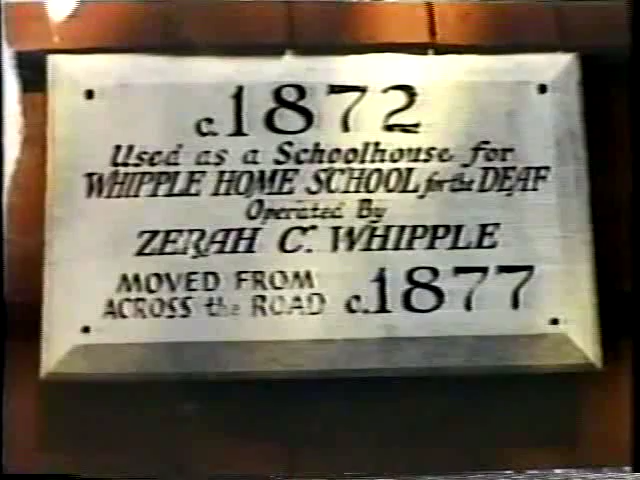 c.1872
Used as a Schoolhouse for
WHIPPLE HOME SCHOOL for the DEAF
Operated By
ZERAH C. WHIPPLE
MOVED FROM
ACROSS the ROAD c.1877